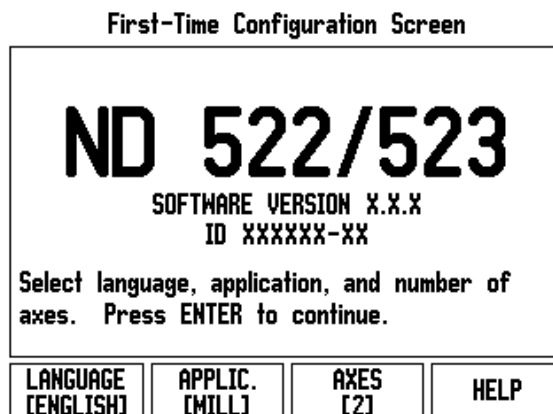 First-Time Configuration Screen
ND 522/523
SOFTWARE VERSION X.X.X
ID XXXXXX-XX
Select language, application, and number of
axes. Press ENTER to continue.
LANGUAGE
[ENGLISH]
APPLIC.
[MILL]
AXES
[2]
HELP